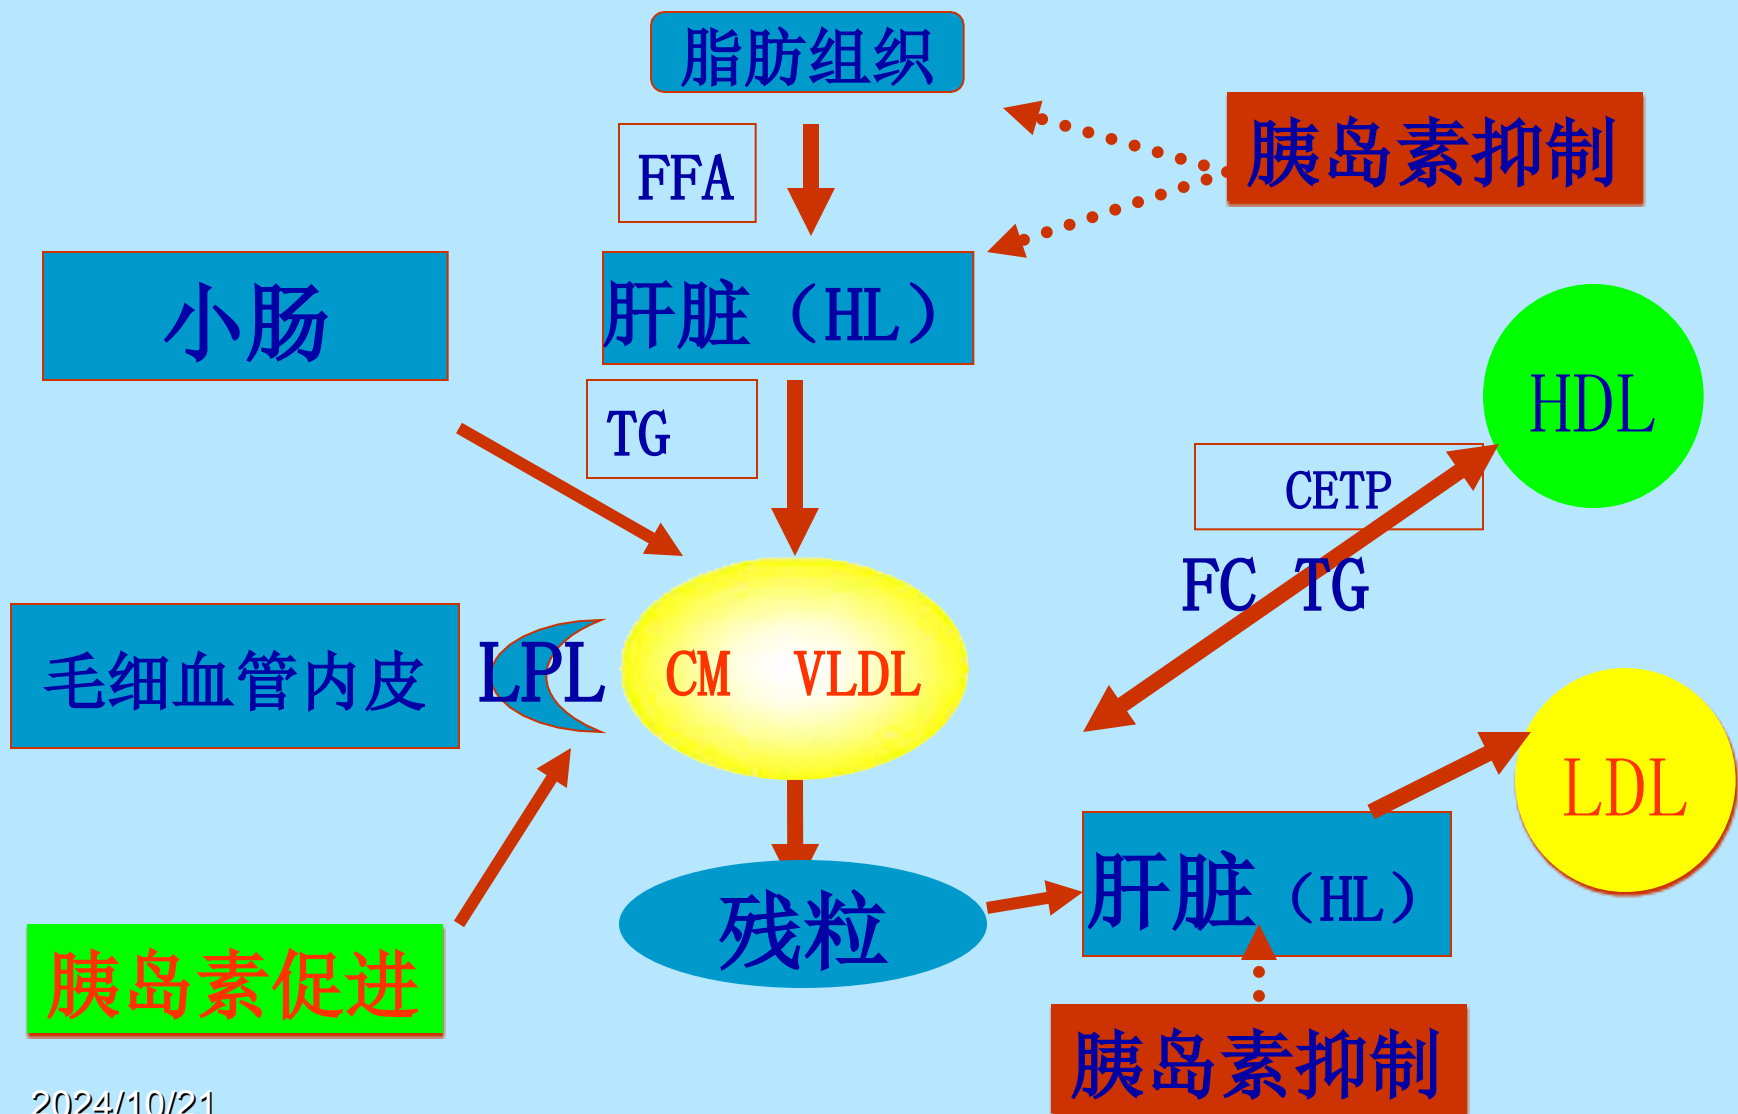 脂肪组织
胰岛素抑制
FFA
小肠
肝脏（HL）
HDL
TG
CETP
FC TG
毛细血管内皮
LPL
CM VLDL
LDL
残粒
肝脏（HL）
胰岛素促进
胰岛素抑制
2024/10/21